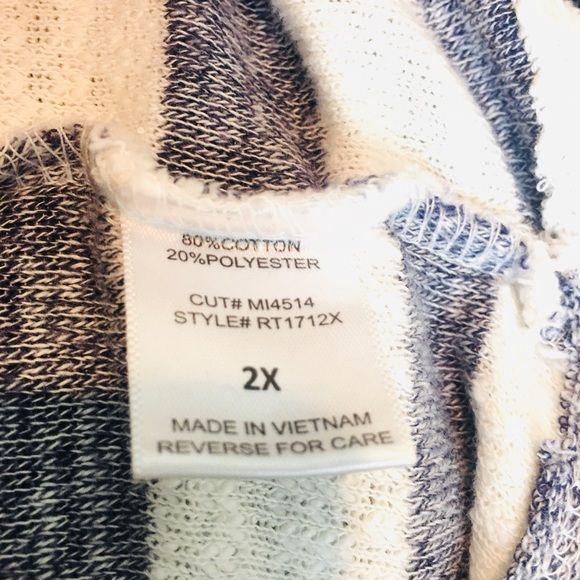 80%COTTON
20%POLYESTER
CUT# MI4514
STYLE# RT1712X
2X
MADE IN VIETNAM
REVERSE FOR CARE